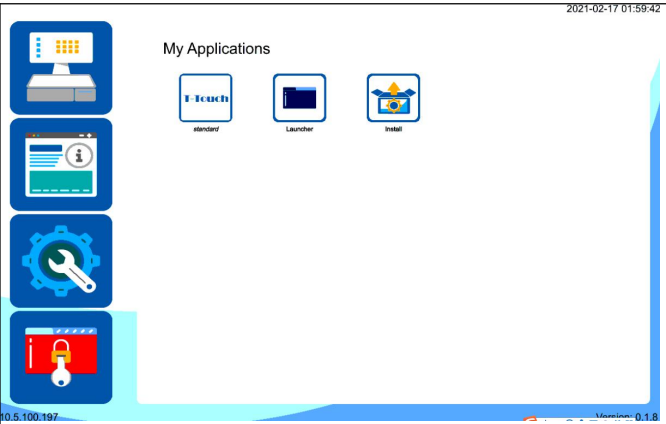 2021-02-17 01:59:42
My Applications
T-Touch
standard
Launcher
Install
10.5.100.197
Version: 0.1.8